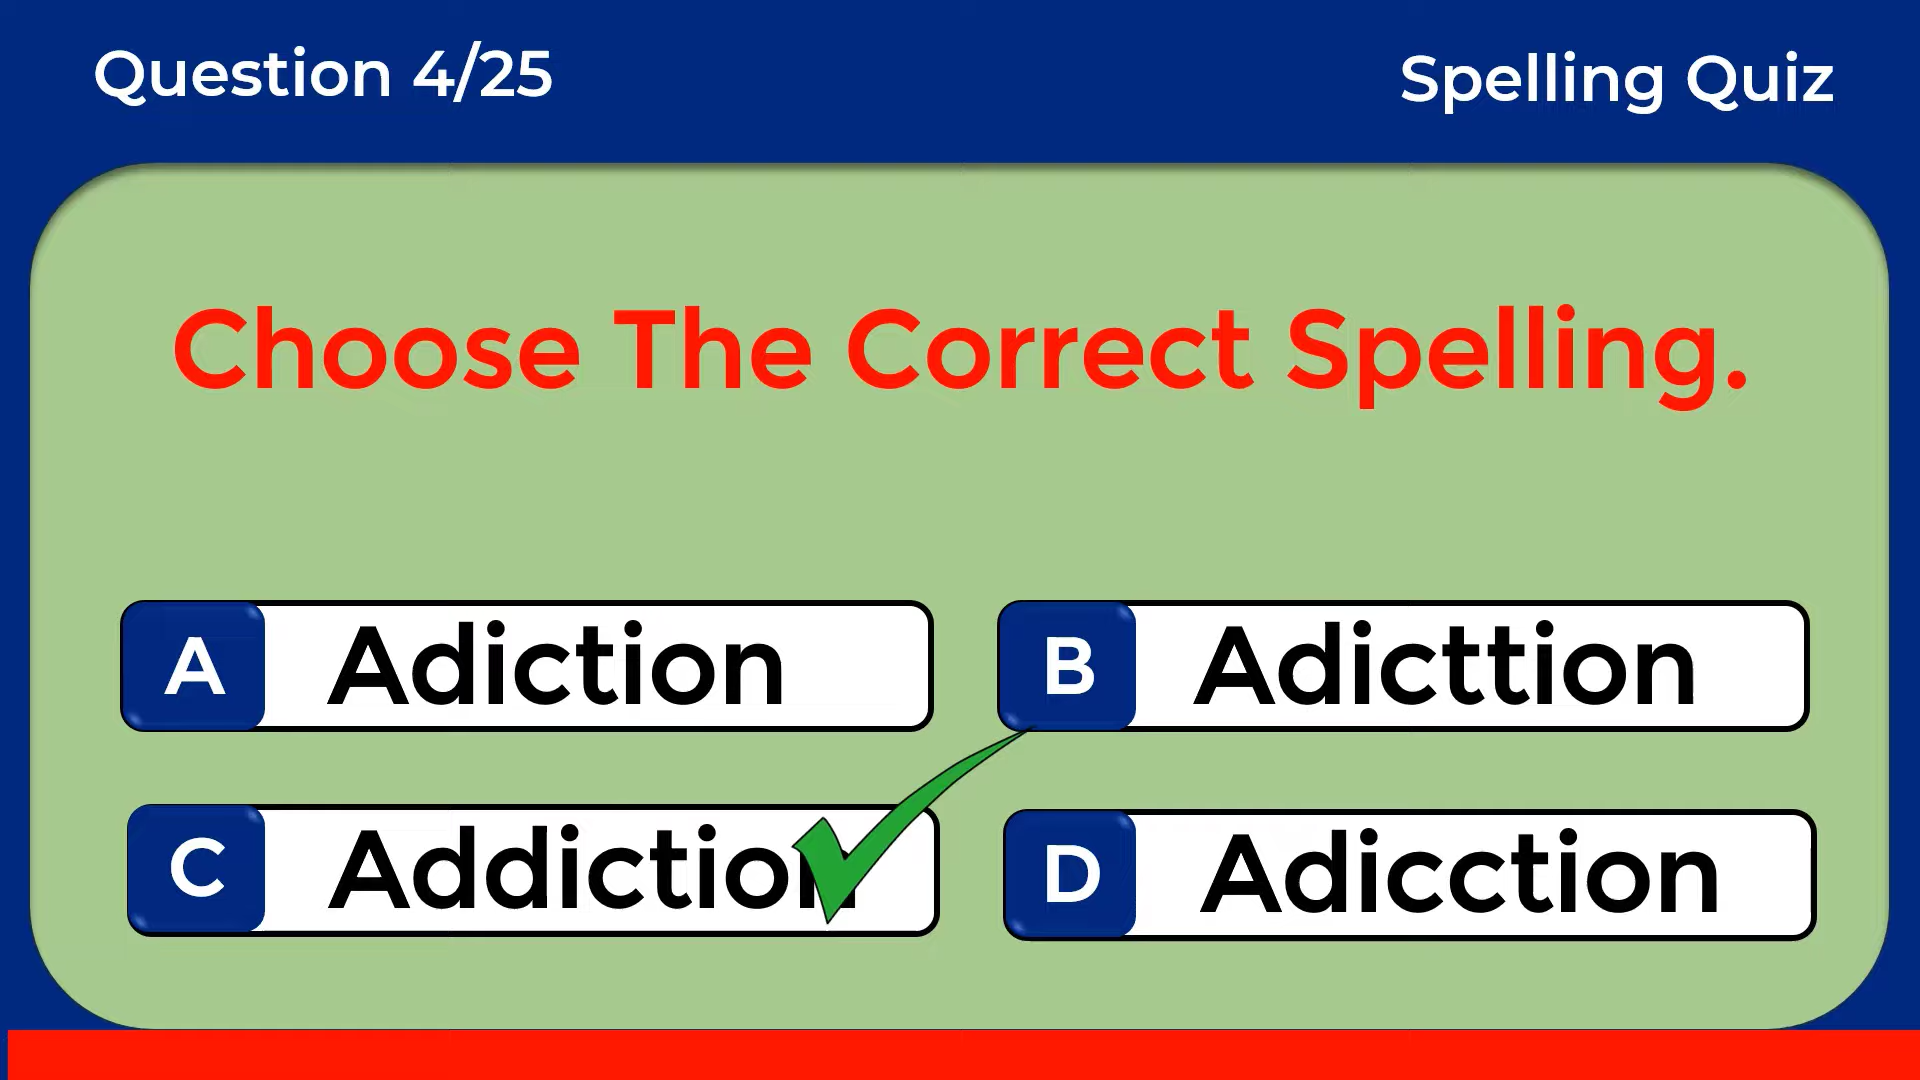 Question 4/25
Spelling Quiz
Choose The Correct Spelling.
A Adiction
B Adicttion
C Addiction
D Adicction